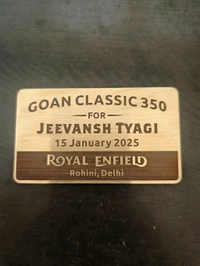 GOAN CLASSIC 350
FOR
JEEVANSH TYAGI
15 January 2025
ROYAL ENFIELD
Rohini, Delhi